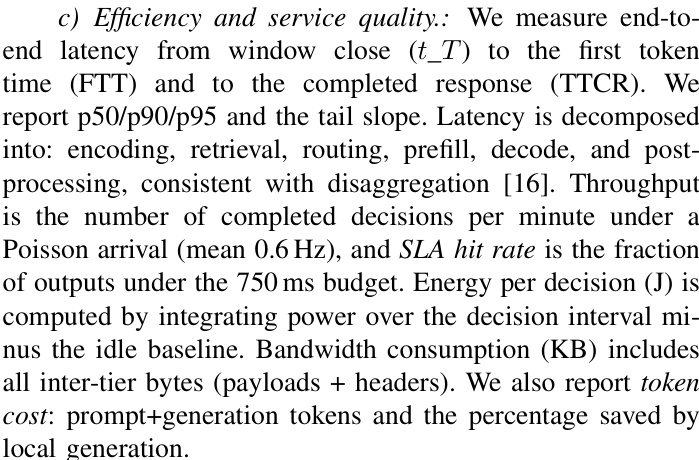 c) Efficiency and service quality.: We measure end-to-
end latency from window close (t_T) to the first token
time (FTT) and to the completed response (TTCR). We
report p50/p90/p95 and the tail slope. Latency is decomposed
into: encoding, retrieval, routing, prefill, decode, and post-
processing, consistent with disaggregation [16]. Throughput
is the number of completed decisions per minute under a
Poisson arrival (mean 0.6 Hz), and SLA hit rate is the fraction
of outputs under the 750 ms budget. Energy per decision (J) is
computed by integrating power over the decision interval mi-
nus the idle baseline. Bandwidth consumption (KB) includes
all inter-tier bytes (payloads + headers). We also report token
cost: prompt+generation tokens and the percentage saved by
local generation.